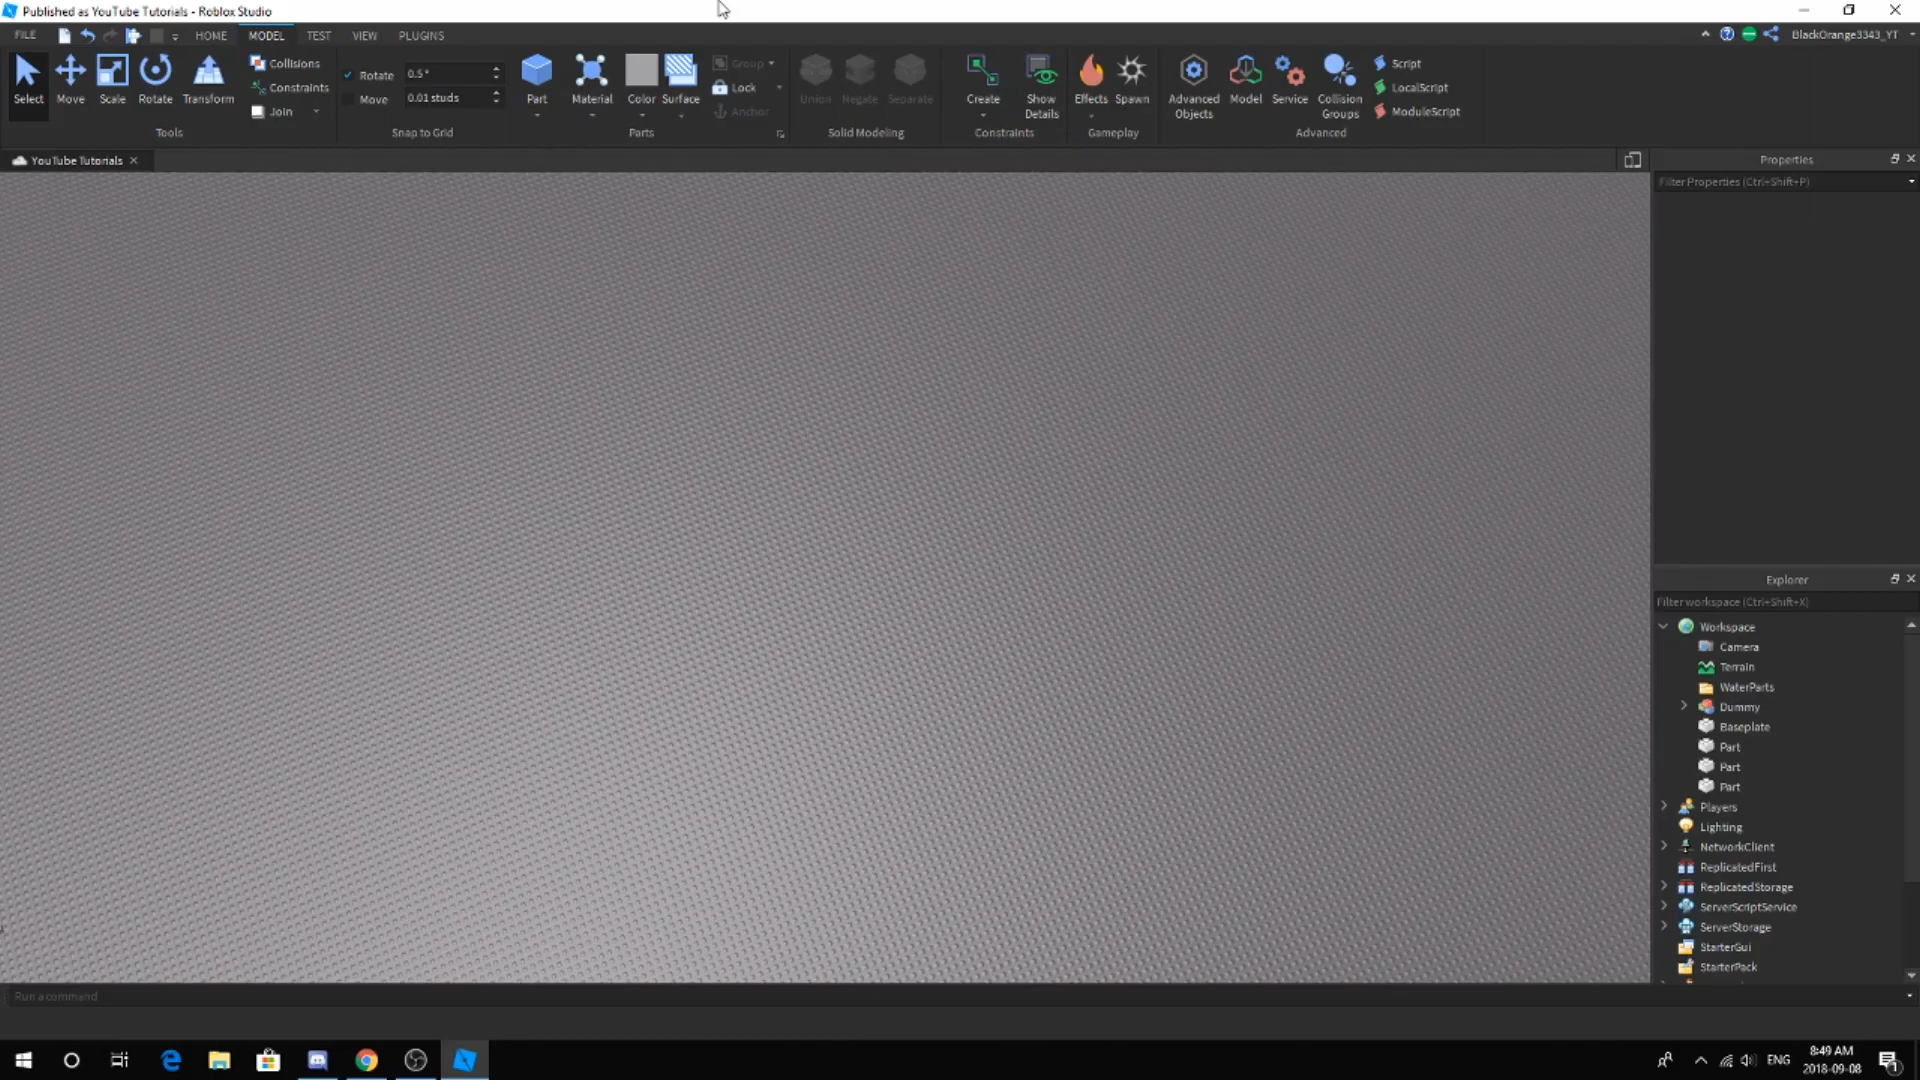 Published as YouTube Tutorials - Roblox Studio
FILE HOME MODEL TEST VIEW PLUGINS BlackOrange3343_YT
Select Move Scale Rotate Transform
Collisions
Constraints
Join
Tools
Rotate 0.5 °
Move 0.01 studs
Snap to Grid
Part Material Color Surface
Group
Lock
Anchor
Parts
Union Negate Separate
Solid Modeling
Create Show Details
Constraints
Effects Spawn
Gameplay
Advanced Objects Model Service Collision Groups
Script
LocalScript
ModuleScript
Advanced
YouTube Tutorials
Properties
Filter Properties (Ctrl+Shift+P)
Explorer
Filter workspace (Ctrl+Shift+X)
Workspace
Camera
Terrain
WaterParts
Dummy
Baseplate
Part
Part
Part
Players
Lighting
NetworkClient
ReplicatedFirst
ReplicatedStorage
ServerScriptService
ServerStorage
StarterGui
StarterPack
Run a command
ENG
8:49 AM
2018-09-08
1